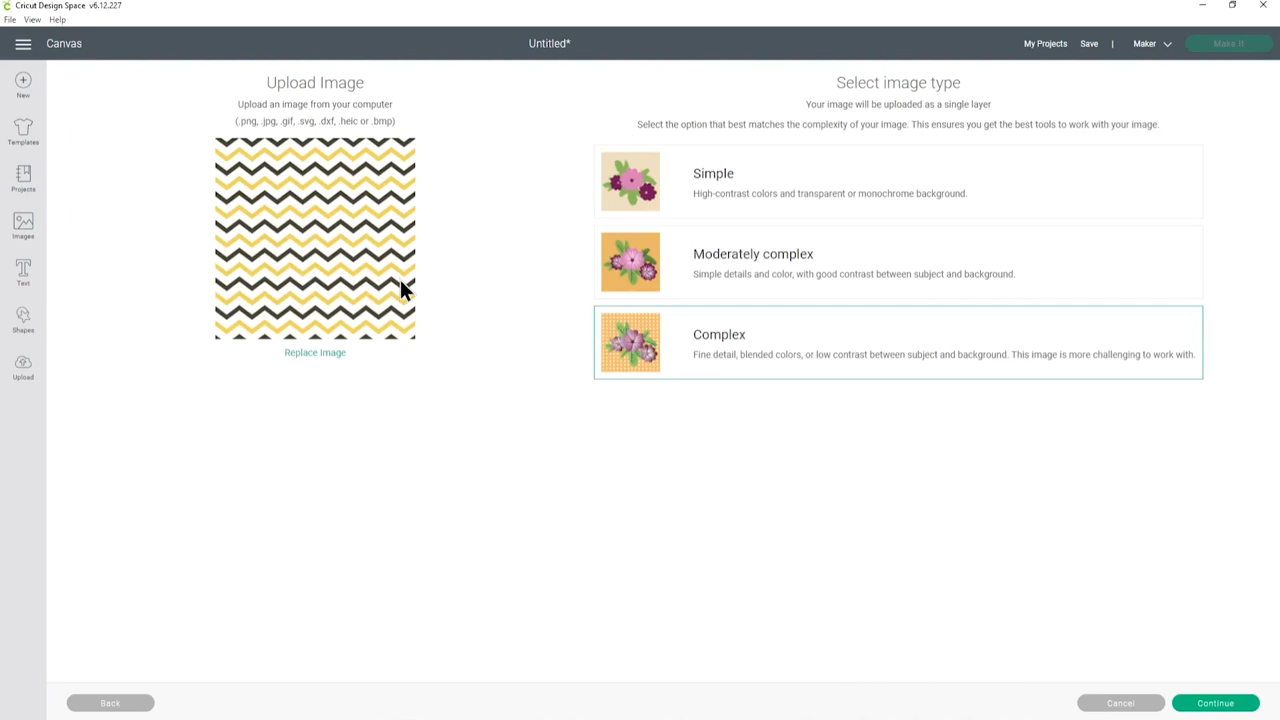 Cricut Design Space v6.12.227
File View Help
Canvas
Untitled*
My Projects Save | Maker Make It
New
Templates
Projects
Images
Text
Shapes
Upload
Upload Image
Upload an image from your computer
(.png, .jpg, .gif, .svg, .dxf, .heic or .bmp)
Replace Image
Select image type
Your image will be uploaded as a single layer
Select the option that best matches the complexity of your image. This ensures you get the best tools to work with your image.
Simple
High-contrast colors and transparent or monochrome background.
Moderately complex
Simple details and color, with good contrast between subject and background.
Complex
Fine detail, blended colors, or low contrast between subject and background. This image is more challenging to work with.
Back
Cancel
Continue